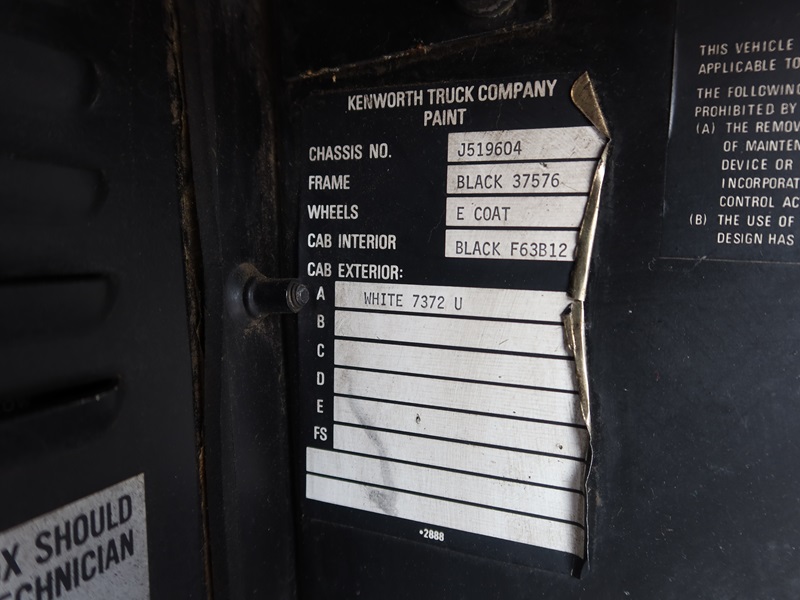 KENWORTH TRUCK COMPANY
PAINT
CHASSIS NO. J519604
FRAME BLACK 37576
WHEELS E COAT
CAB INTERIOR BLACK F63B12
CAB EXTERIOR:
A WHITE 7372 U
B
C
D
E
FS
*2888
THIS VEHICLE
APPLICABLE TO
THE FOLLOWING
PROHIBITED BY
(A) THE REMOV
OF MAINTEN
DEVICE OR
INCORPORAT
CONTROL AC
(B) THE USE OF
DESIGN HAS
X SHOULD
CHNICIAN